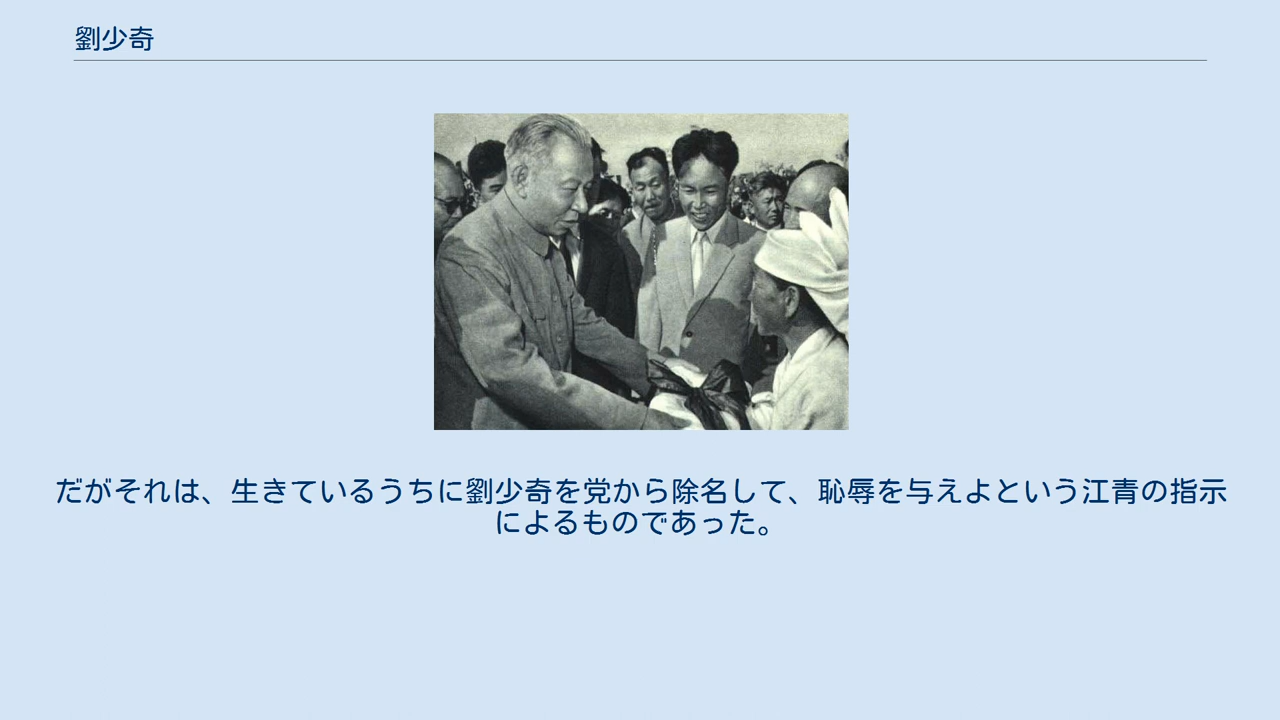 劉少奇
だがそれは、生きているうちに劉少奇を党から除名して、恥辱を与えよという江青の指示
によるものであった。